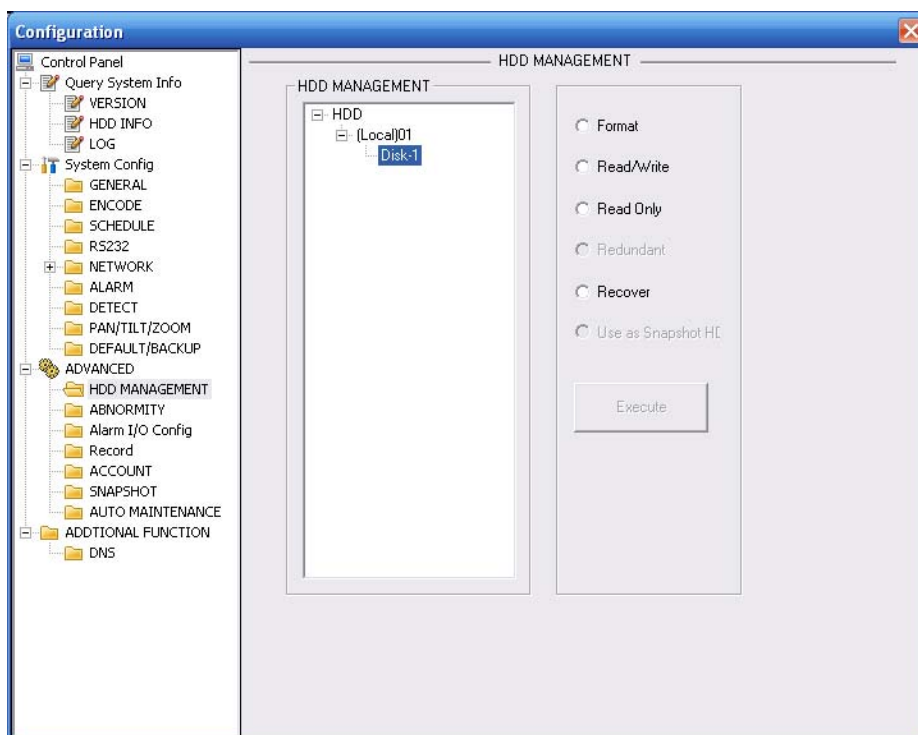 Configuration
Control Panel
Query System Info
VERSION
HDD INFO
LOG
System Config
GENERAL
ENCODE
SCHEDULE
RS232
NETWORK
ALARM
DETECT
PAN/TILT/ZOOM
DEFAULT/BACKUP
ADVANCED
HDD MANAGEMENT
ABNORMITY
Alarm I/O Config
Record
ACCOUNT
SNAPSHOT
AUTO MAINTENANCE
ADDTIONAL FUNCTION
DNS
HDD MANAGEMENT
HDD MANAGEMENT
HDD
(Local)01
Disk-1
Format
Read/Write
Read Only
Redundant
Recover
Use as Snapshot HD
Execute